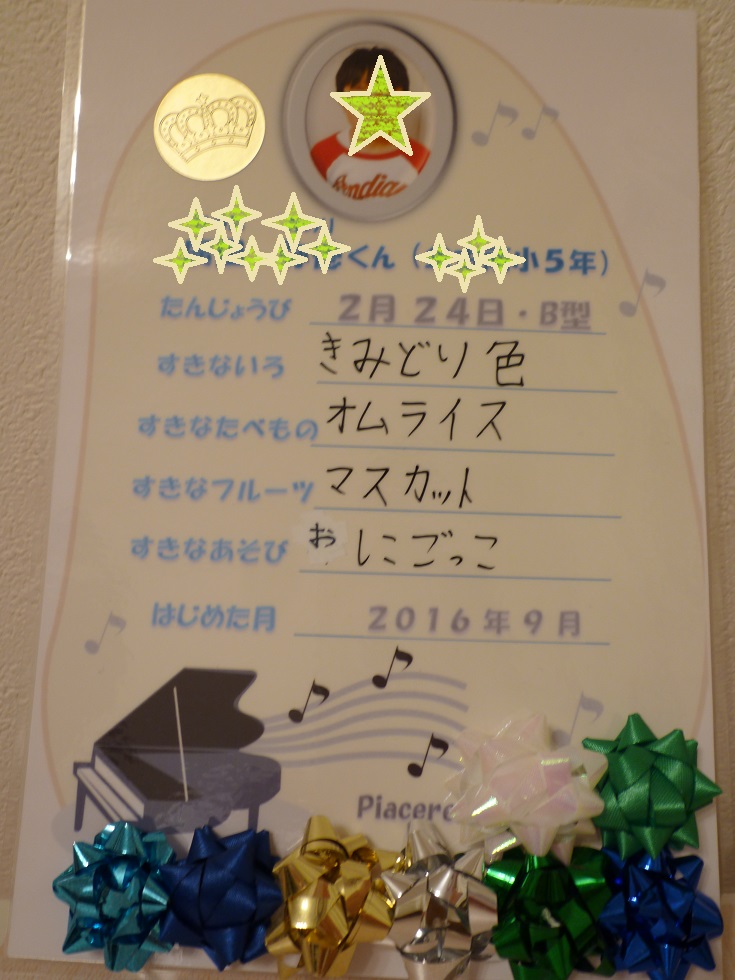 ndia
くん（ 小5年）
たんじょうび 2月24日・B型
すきないろ きみどり色
すきなたべもの オムライス
すきなフルーツ マスカット
すきなあそび おしこごっこ
はじめた月 2016年9月
Piacere